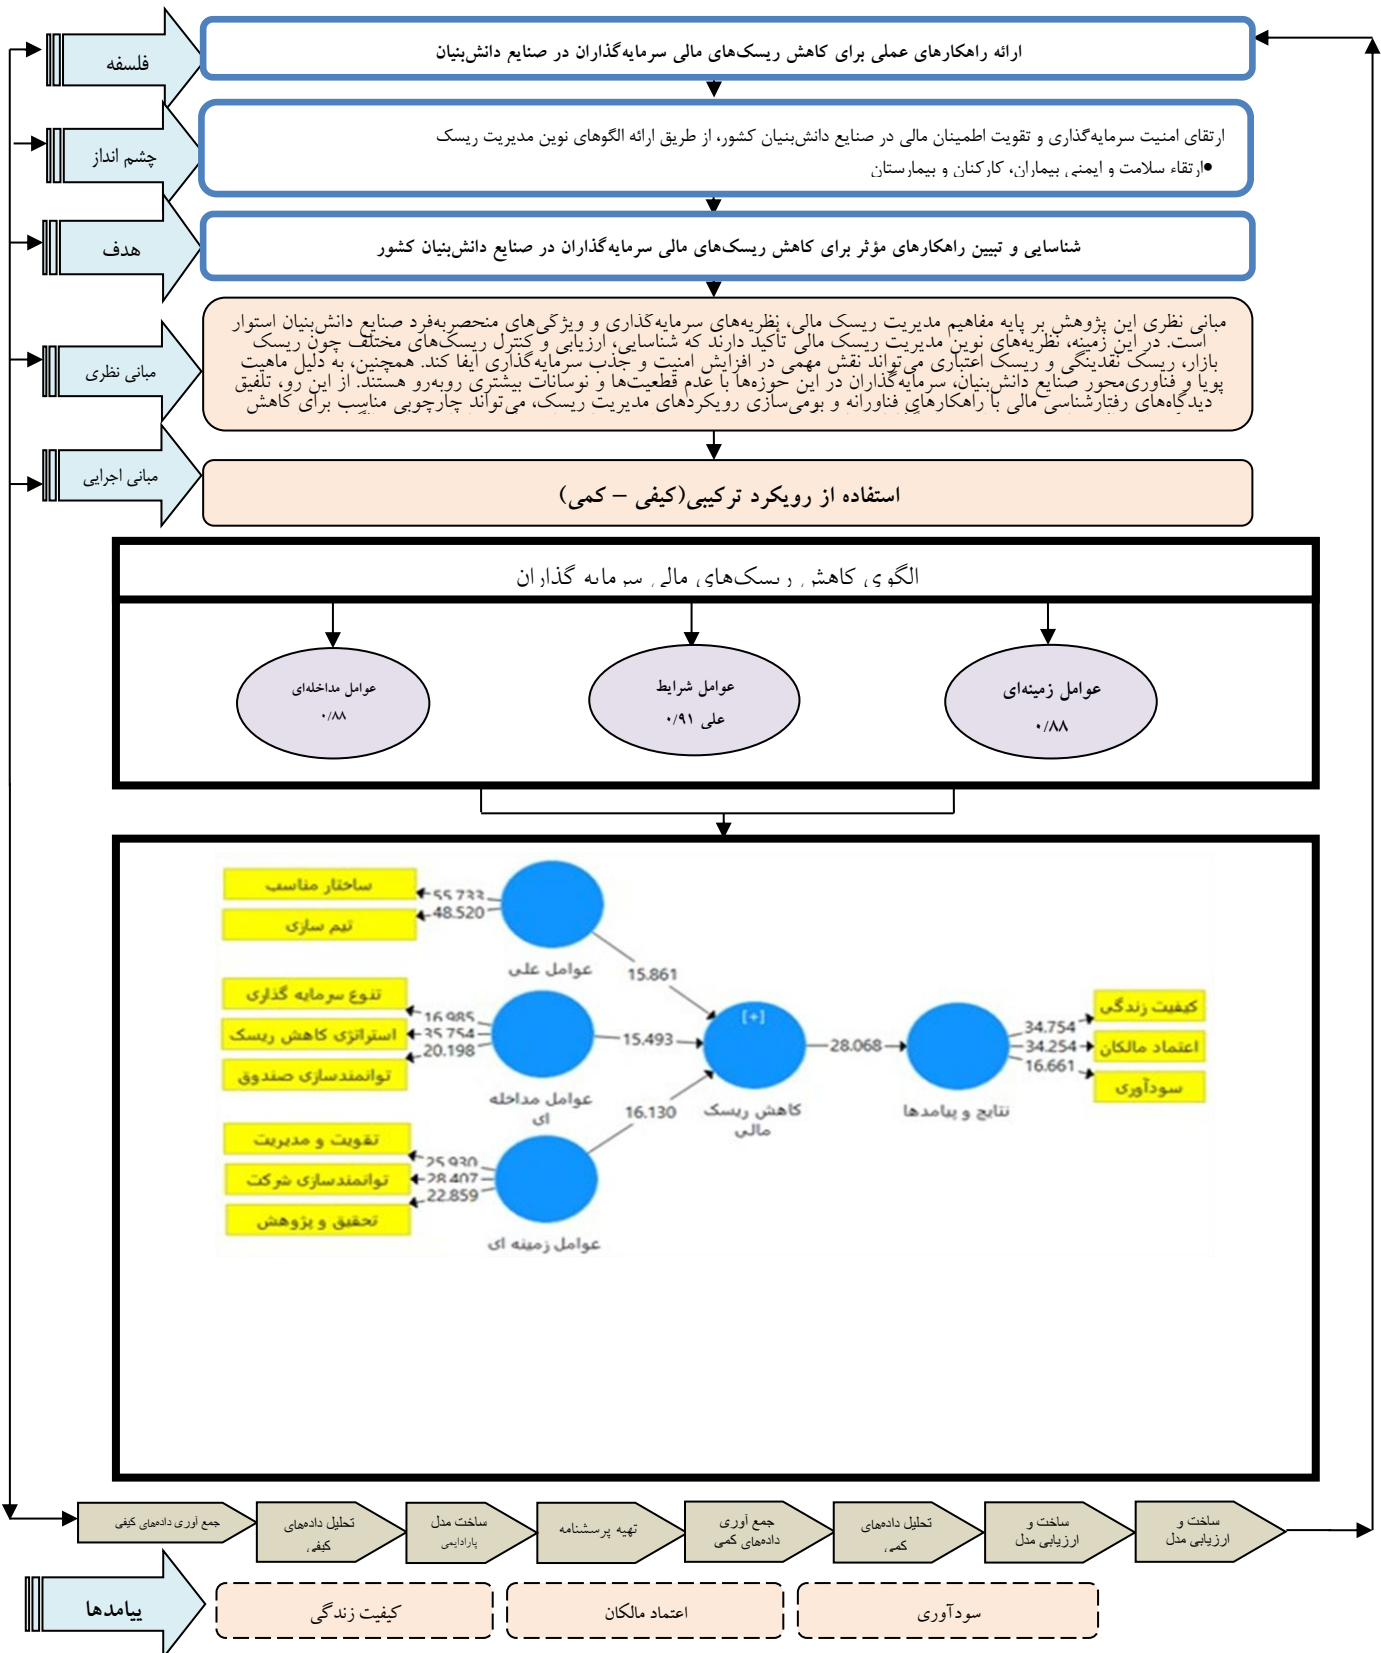 فلسفه
ارائه راهکارهای عملی برای کاهش ریسک‌های مالی سرمایه‌گذاران در صنایع دانش‌بنیان
چشم انداز
ارتقای امنیت سرمایه‌گذاری و تقویت اطمینان مالی در صنایع دانش‌بنیان کشور، از طریق ارائه الگوهای نوین مدیریت ریسک
•ارتقاء سلامت و ایمنی بیماران، کارکنان و بیمارستان
هدف
شناسایی و تبیین راهکارهای مؤثر برای کاهش ریسک‌های مالی سرمایه‌گذاران در صنایع دانش‌بنیان کشور
مبانی نظری
مبانی نظری این پژوهش بر پایه مفاهیم مدیریت ریسک مالی، نظریه‌های سرمایه‌گذاری و ویژگی‌های منحصربه‌فرد صنایع دانش‌بنیان استوار
است. در این زمینه، نظریه‌های نوین مدیریت ریسک مالی تأکید دارند که شناسایی، ارزیابی و کنترل ریسک‌های مختلف چون ریسک
بازار، ریسک نقدینگی و ریسک اعتباری می‌تواند نقش مهمی در افزایش امنیت و جذب سرمایه‌گذاری ایفا کند. همچنین، به دلیل ماهیت
پویا و فناوری‌محور صنایع دانش‌بنیان، سرمایه‌گذاران در این حوزه‌ها با عدم قطعیت‌ها و نوسانات بیشتری روبه‌رو هستند. از این رو، تلفیق
دیدگاه‌های رفتارشناسی مالی با راهکارهای فناورانه و بومی‌سازی رویکردهای مدیریت ریسک، می‌تواند چارچوبی مناسب برای کاهش
مبانی اجرایی
استفاده از رویکرد ترکیبی(کیفی – کمی)
الگوی کاهش ریسک‌های مالی سرمایه گذاران
عوامل زمینه‌ای
۰/۸۸
عوامل شرایط
علی ۰/۹۱
عوامل مداخله‌ای
۰/۸۸
ساختار مناسب
55.733
تیم سازی
48.520
عوامل علی
15.861
تنوع سرمایه گذاری
16.985
استراتژی کاهش ریسک
35.754
توانمندسازی صندوق
20.198
عوامل مداخله
ای
15.493
تقویت و مدیریت
25.930
توانمندسازی شرکت
28.407
تحقیق و پژوهش
22.859
عوامل زمینه ای
16.130
[+]
کاهش ریسک
مالی
28.068
نتایج و پیامدها
34.754
کیفیت زندگی
34.254
اعتماد مالکان
16.661
سودآوری
جمع آوری داده‌های کیفی
تحلیل داده‌های
کیفی
ساخت مدل
پارادایمی
تهیه پرسشنامه
جمع آوری
داده‌های کمی
تحلیل داده‌های
کمی
ساخت و
ارزیابی مدل
ساخت و
ارزیابی مدل
پیامدها
کیفیت زندگی
اعتماد مالکان
سودآوری